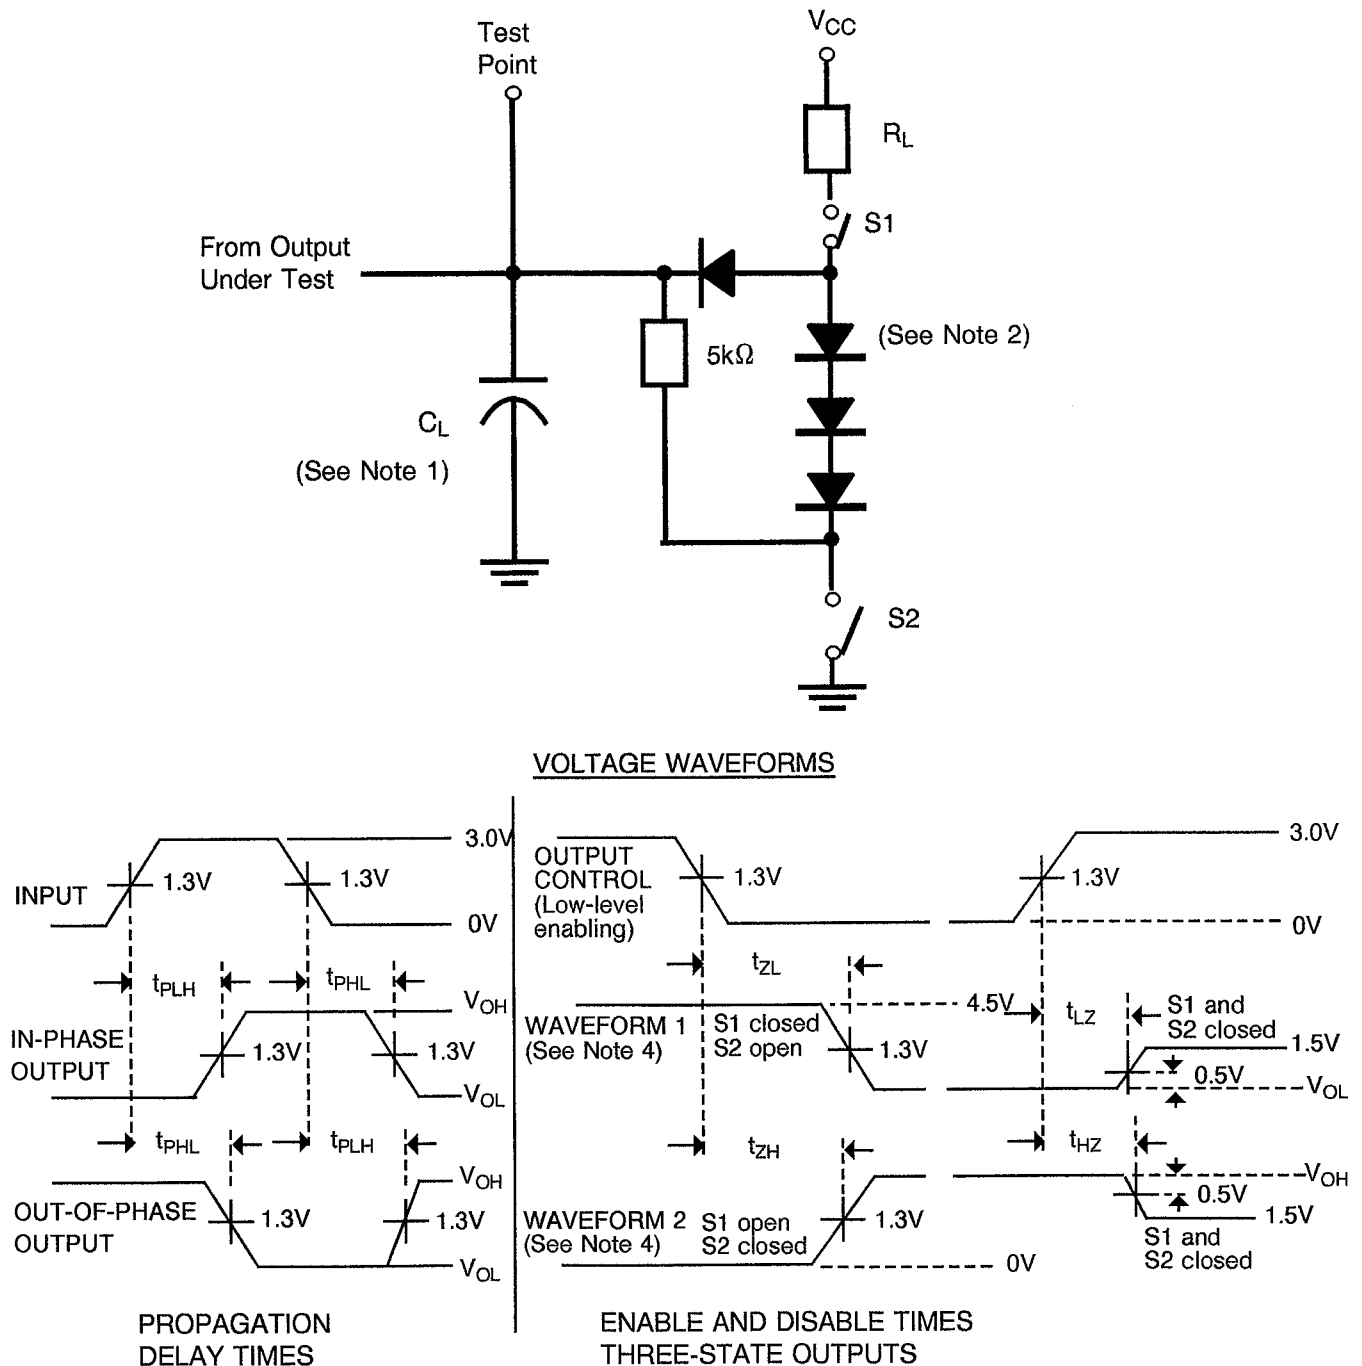 Test
Point
VCC
RL
S1
From Output
Under Test
(See Note 2)
5kΩ
CL
(See Note 1)
S2
VOLTAGE WAVEFORMS
INPUT
1.3V
1.3V
3.0V
0V
tPLH
tPHL
VOH
IN-PHASE
OUTPUT
1.3V
1.3V
VOL
tPHL
tPLH
VOH
OUT-OF-PHASE
OUTPUT
1.3V
1.3V
VOL
PROPAGATION
DELAY TIMES
OUTPUT
CONTROL
(Low-level
enabling)
1.3V
1.3V
3.0V
0V
tZL
4.5V
WAVEFORM 1
(See Note 4)
S1 closed
S2 open
1.3V
tLZ
S1 and
S2 closed
1.5V
0.5V
VOL
tZH
tHZ
VOH
WAVEFORM 2
(See Note 4)
S1 open
S2 closed
1.3V
0V
0.5V
1.5V
S1 and
S2 closed
ENABLE AND DISABLE TIMES
THREE-STATE OUTPUTS